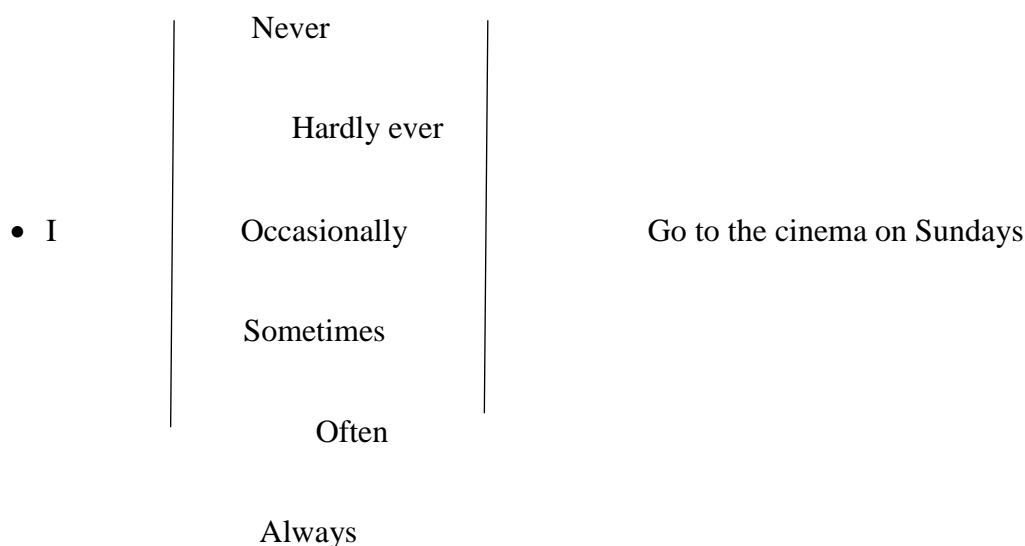 Never
Hardly ever
• I Occasionally Go to the cinema on Sundays
Sometimes
Often
Always